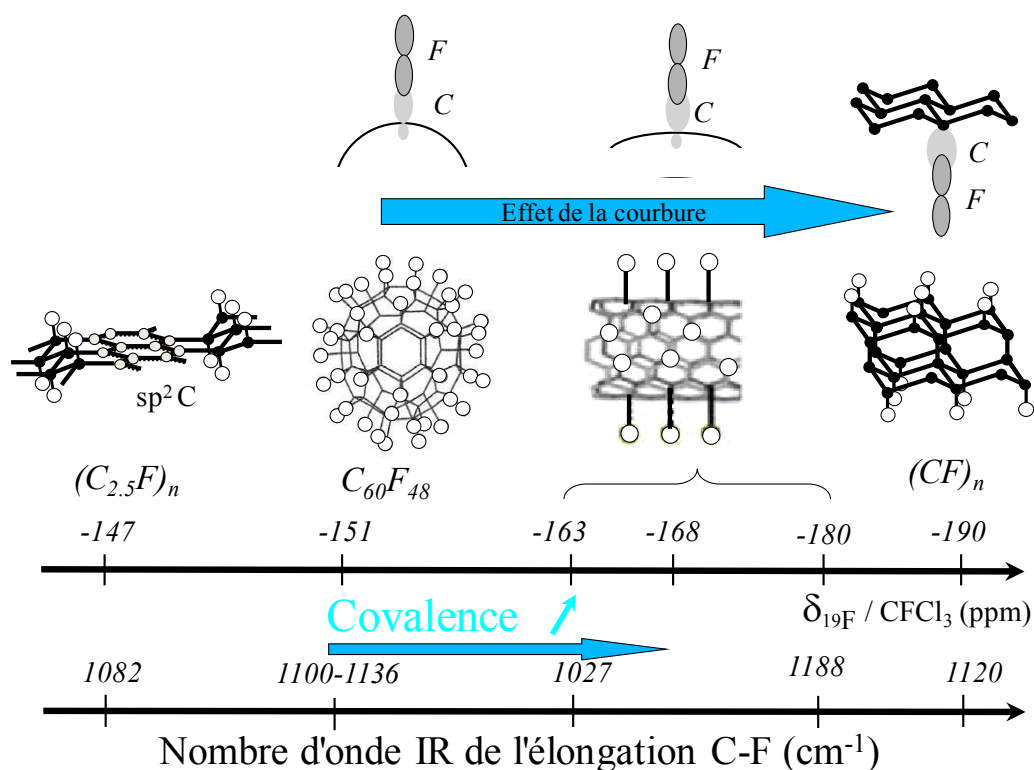 F
F
C
C
C
F
Effet de la courbure
sp² C
(C₂.₅F)ₙ
C₆₀F₄₈
(CF)ₙ
-147 -151 -163 -168 -180 -190
Covalence
δ₁₉F / CFCl₃ (ppm)
1082 1100-1136 1027 1188 1120
Nombre d'onde IR de l'élongation C-F (cm⁻¹)